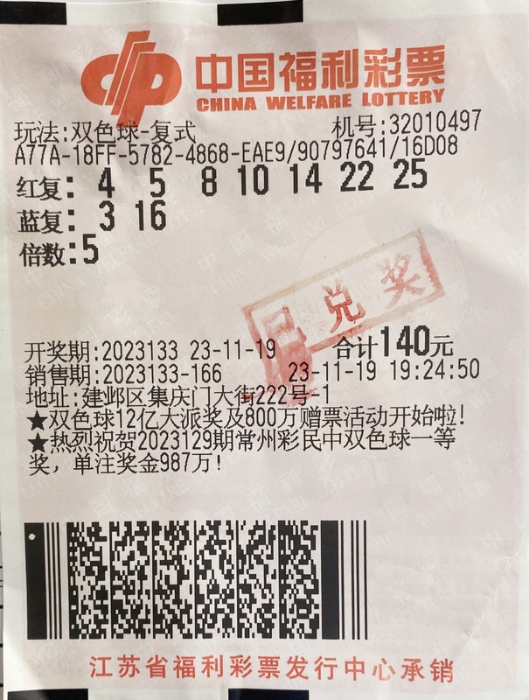 中国福利彩票
CHINA WELFARE LOTTERY
玩法:双色球-复式 机号:32010497
A77A-18FF-5782-4868-EAE9/90797641/16D08
红复: 4 5 8 10 14 22 25
蓝复: 3 16
倍数:5
已兑奖
开奖期:2023133 23-11-19 合计140元
销售期:2023133-166 23-11-19 19:24:50
地址:建邺区集庆门大街222号-1
★双色球12亿大派奖及800万赠票活动开始啦!
★热烈祝贺2023129期常州彩民中双色球一等
奖，单注奖金987万!
江苏省福利彩票发行中心承销